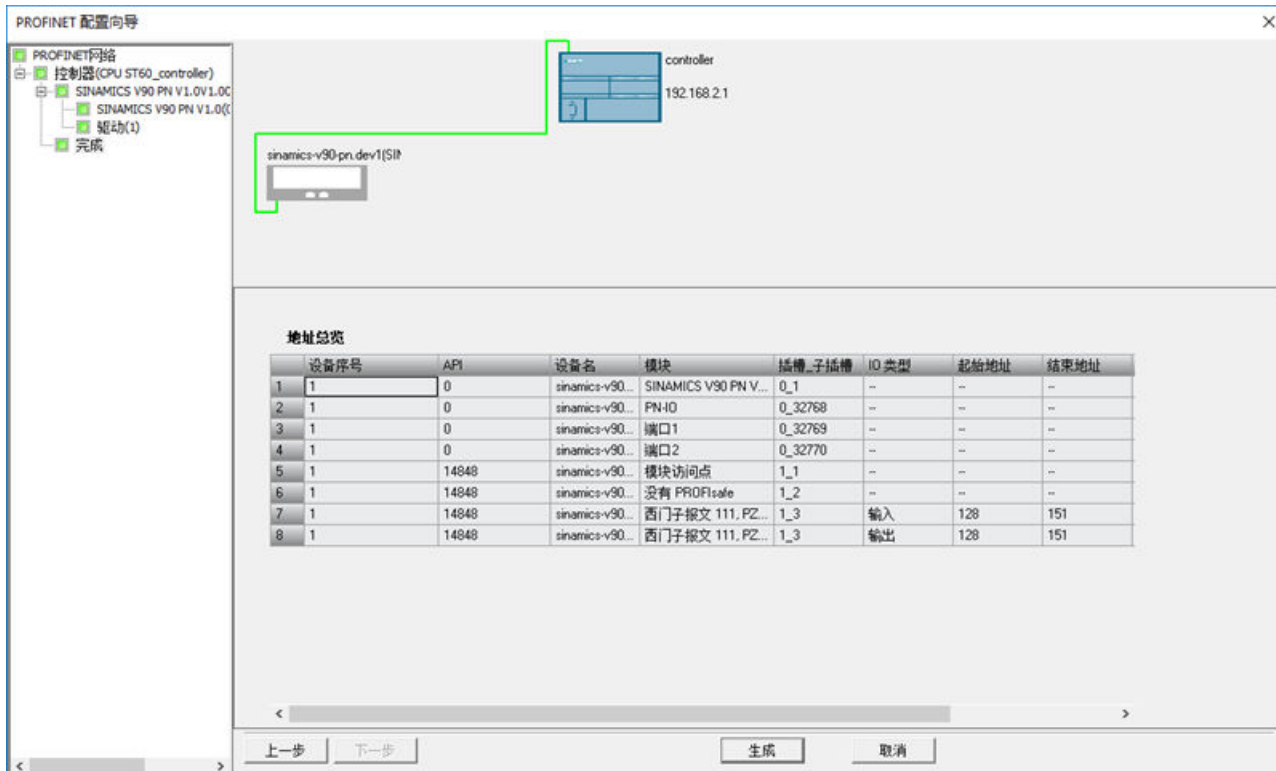 PROFINET 配置向导
PROFINET网络
控制器(CPU ST60_controller)
SINAMICS V90 PN V1.0V1.0C
SINAMICS V90 PN V1.0(0
驱动(1)
完成
controller
192.168.2.1
sinamics-v90-pn.dev1(SIN
地址总览
设备序号 API 设备名 模块 插槽_子插槽 IO 类型 起始地址 结束地址
1 1 0 sinamics-v90... SINAMICS V90 PN V... 0_1 -- -- --
2 1 0 sinamics-v90... PN-IO 0_32768 -- -- --
3 1 0 sinamics-v90... 端口1 0_32769 -- -- --
4 1 0 sinamics-v90... 端口2 0_32770 -- -- --
5 1 14848 sinamics-v90... 模块访问点 1_1 -- -- --
6 1 14848 sinamics-v90... 没有 PROFIsafe 1_2 -- -- --
7 1 14848 sinamics-v90... 西门子报文 111, PZ... 1_3 输入 128 151
8 1 14848 sinamics-v90... 西门子报文 111, PZ... 1_3 输出 128 151
上一步 下一步 生成 取消